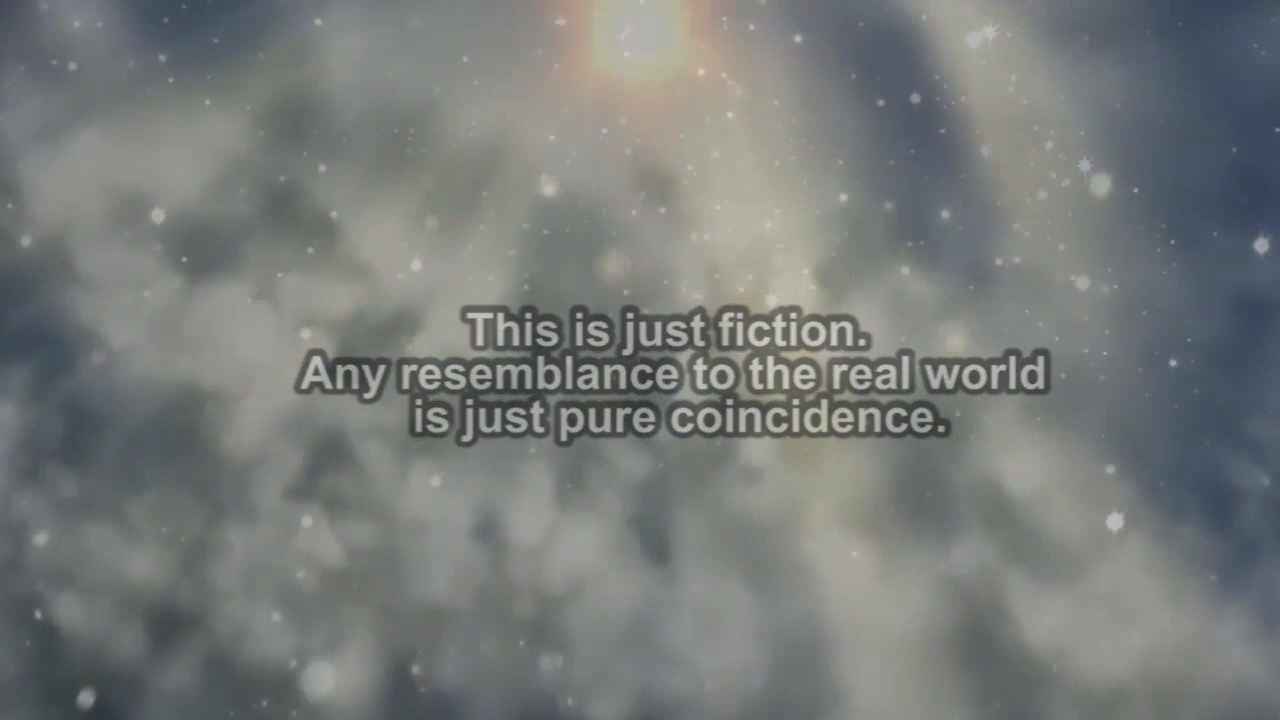 This is just fiction.
Any resemblance to the real world
is just pure coincidence.